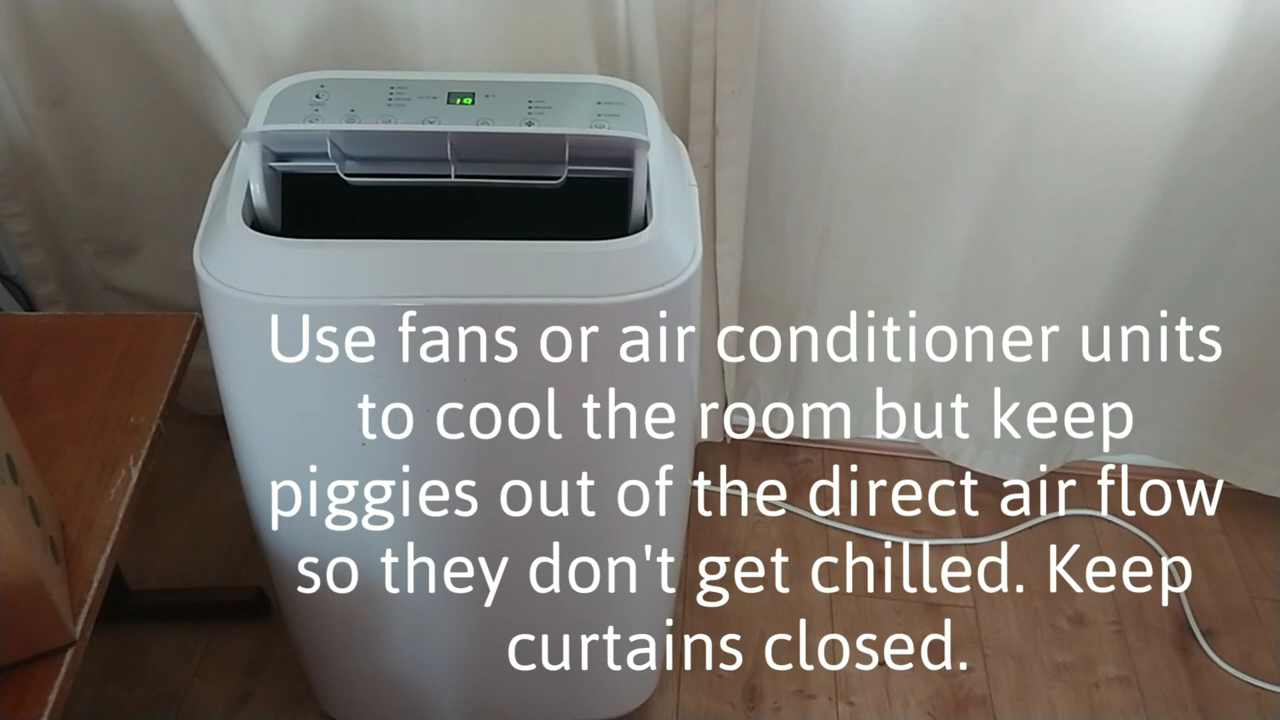 19
Use fans or air conditioner units
to cool the room but keep
piggies out of the direct air flow
so they don't get chilled. Keep
curtains closed.